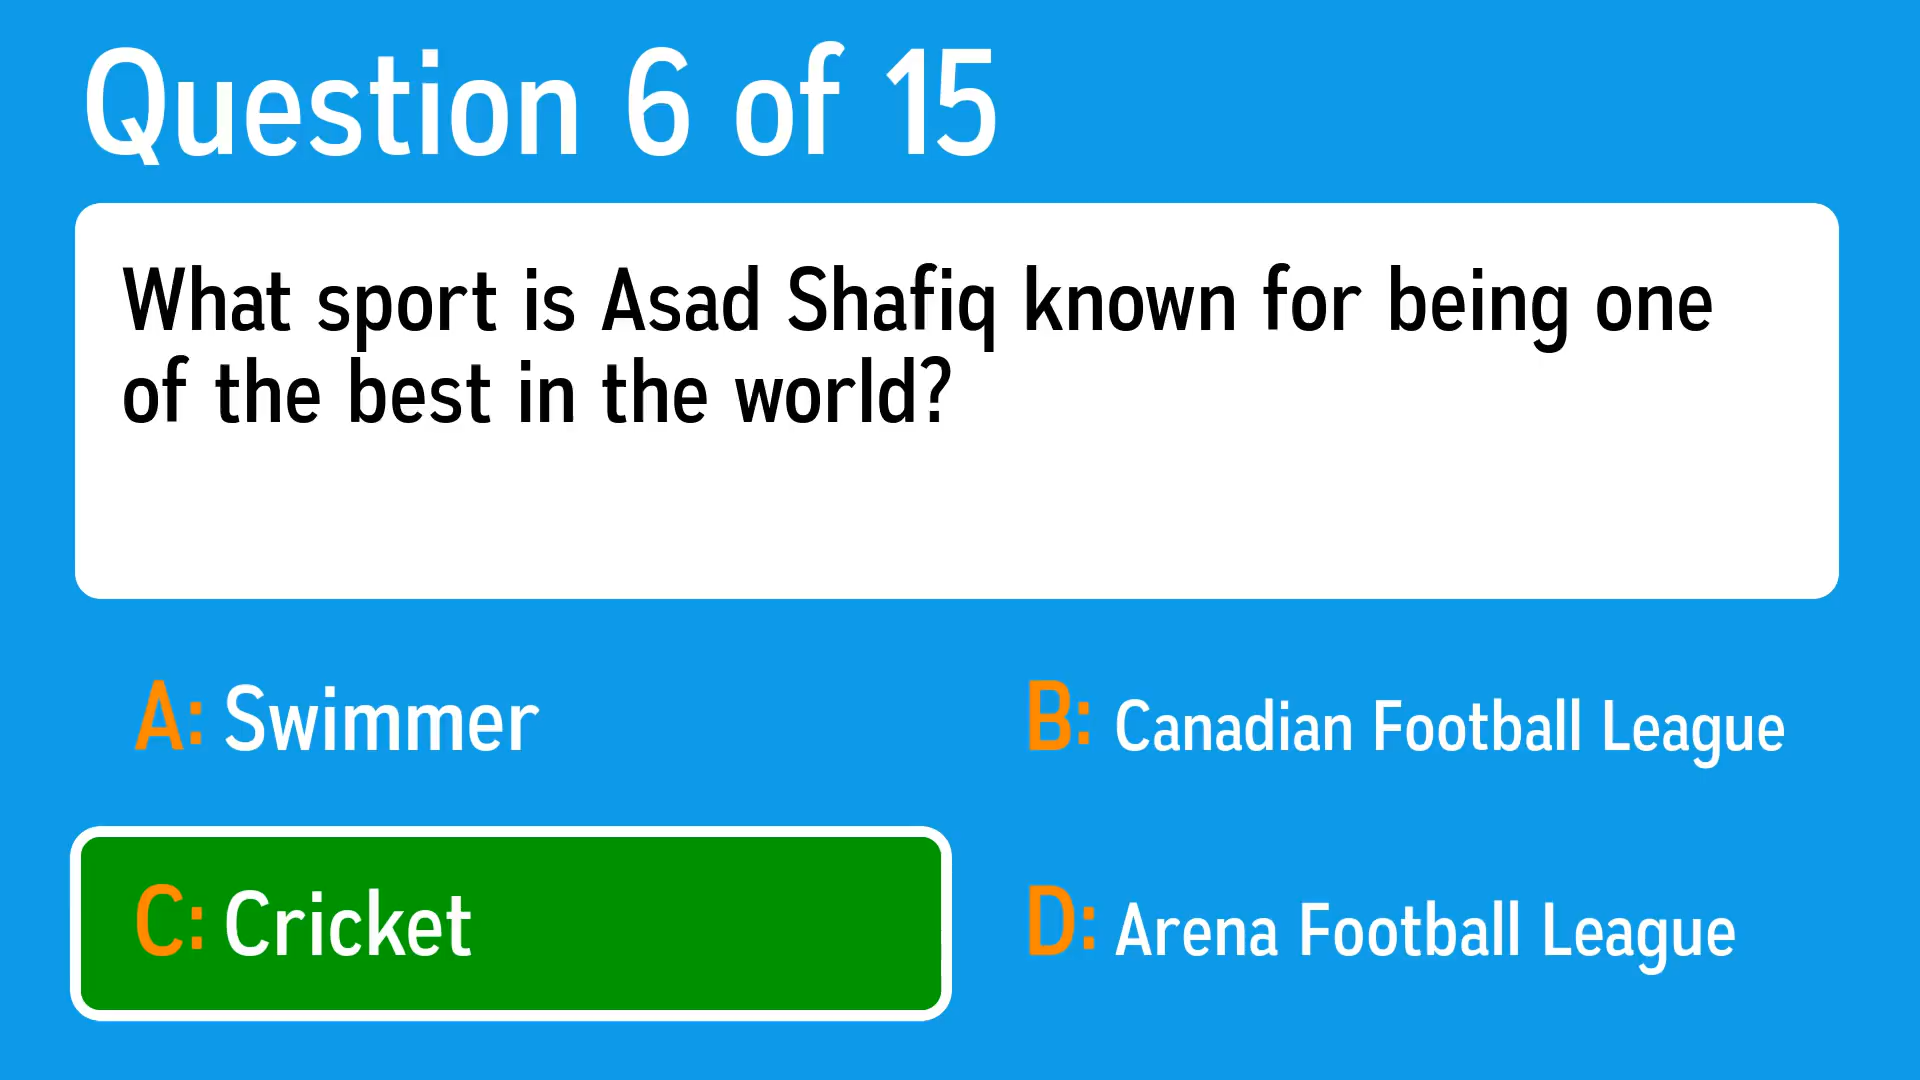 Question 6 of 15
What sport is Asad Shafiq known for being one
of the best in the world?
A: Swimmer
B: Canadian Football League
C: Cricket
D: Arena Football League